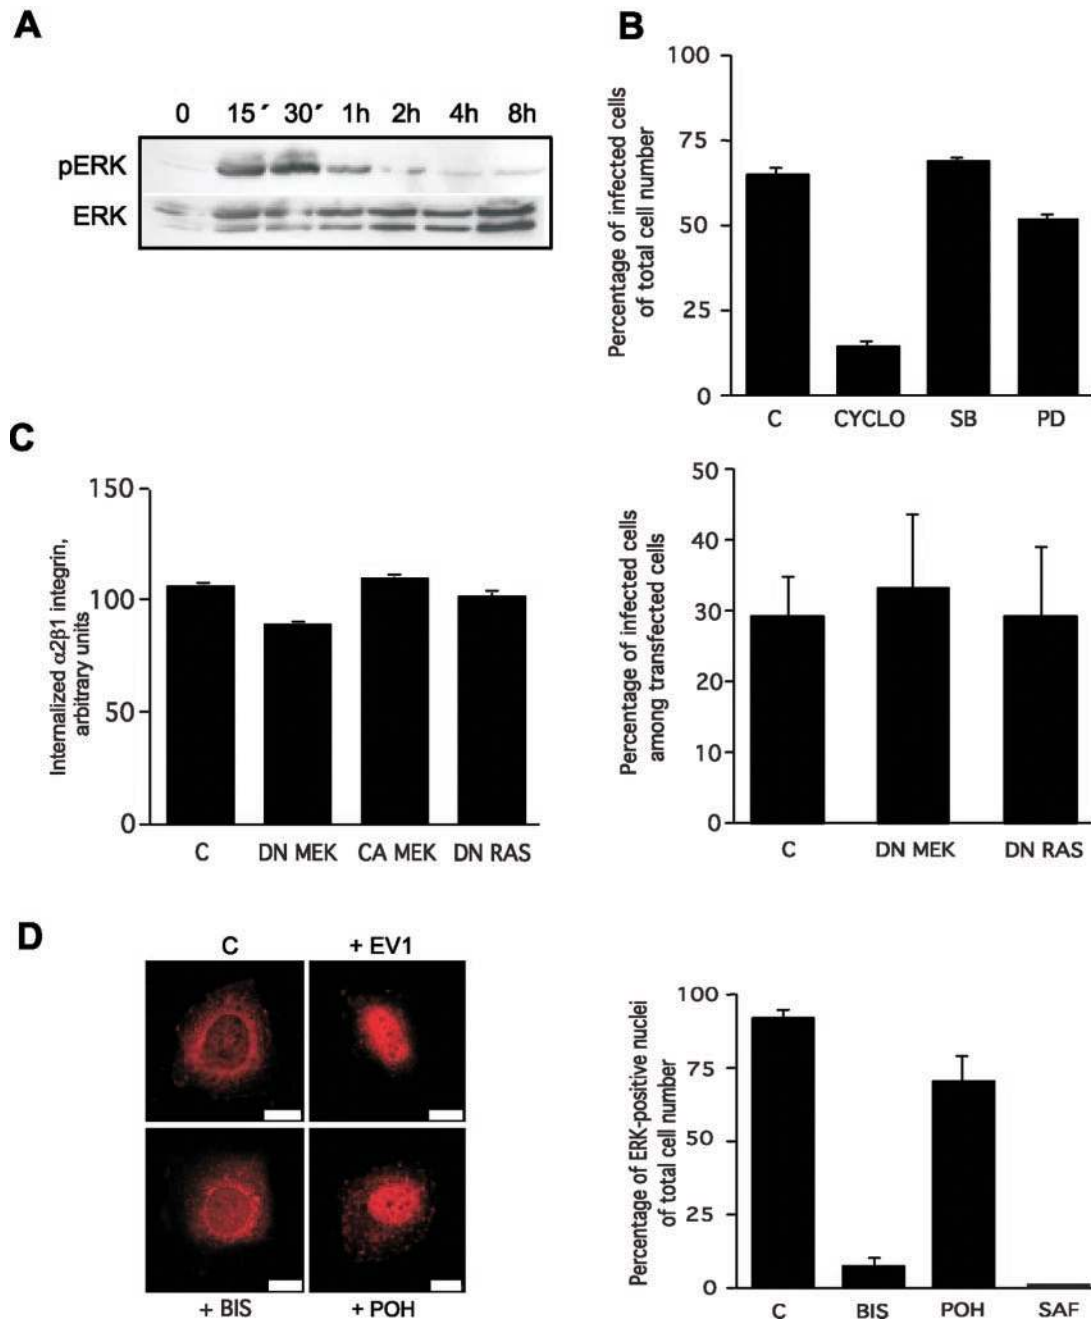 A
0 15´ 30´ 1h 2h 4h 8h
pERK
ERK
B
Percentage of infected cells
of total cell number
100
75
50
25
0
C CYCLO SB PD
C
Internalized α2β1 integrin,
arbitrary units
150
100
50
0
C DN MEK CA MEK DN RAS
Percentage of infected cells
among transfected cells
50
40
30
20
10
0
C DN MEK DN RAS
D
C + EV1
+ BIS + POH
Percentage of ERK-positive nuclei
of total cell number
100
75
50
25
0
C BIS POH SAF